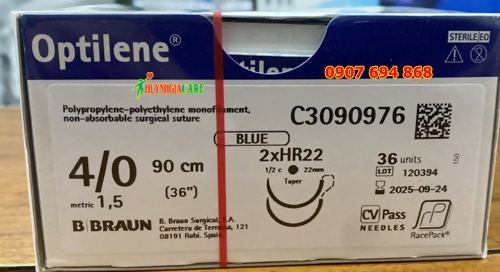 Optilene®
STERILE EO
HUYNHGIACARE
0907 694 868
Polypropylene-polyethylene monofilament,
non-absorbable surgical suture
C3090976
BLUE
4/0
90 cm
(36")
metric 1,5
2xHR22
1/2 c 22mm
Taper
36 units
LOT 120394
2025-09-24
150
B|BRAUN
B. Braun Surgical, S.A.
Carretera de Terrassa, 121
08191 Rubí. Spain
CV Pass
NEEDLES
RacePack®